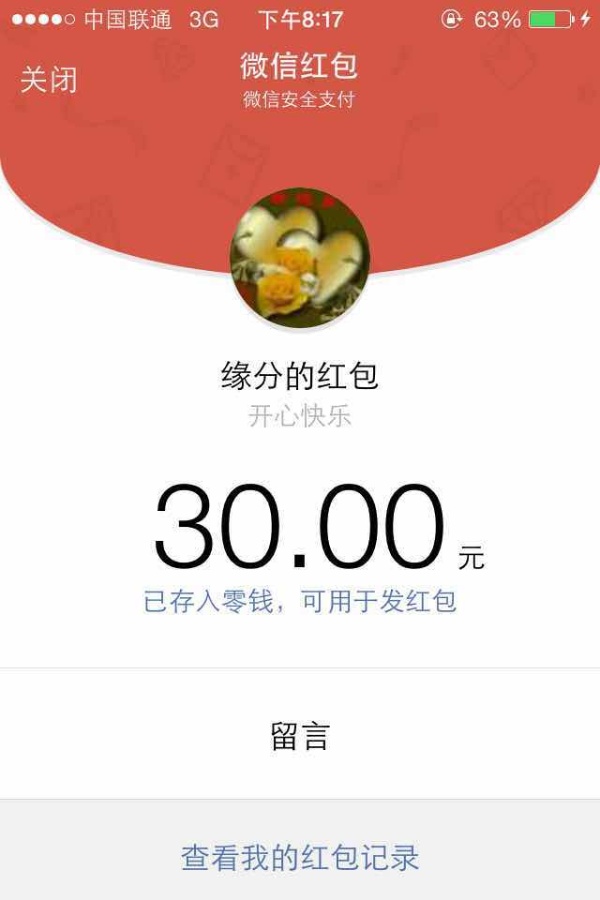 中国联通 3G 下午8:17 63%
关闭
微信红包
微信安全支付
缘分的红包
开心快乐
30.00 元
已存入零钱，可用于发红包
留言
查看我的红包记录